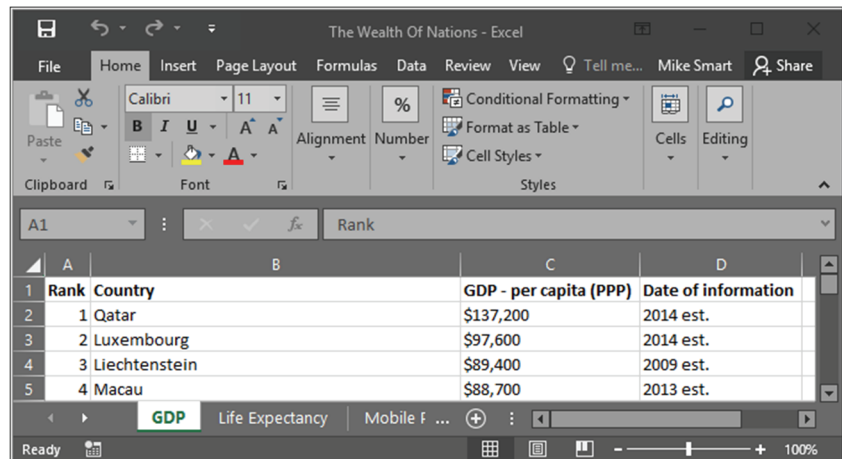 The Wealth Of Nations - Excel
File Home Insert Page Layout Formulas Data Review View Tell me... Mike Smart Share
Calibri 11 % Conditional Formatting
Paste B I U A A Alignment Number Format as Table Cells Editing
A Cell Styles
Clipboard Font Styles
A1 fx Rank
A B C D
1 Rank Country GDP - per capita (PPP) Date of information
2 1 Qatar $137,200 2014 est.
3 2 Luxembourg $97,600 2014 est.
4 3 Liechtenstein $89,400 2009 est.
5 4 Macau $88,700 2013 est.
GDP Life Expectancy Mobile ...
Ready 100%